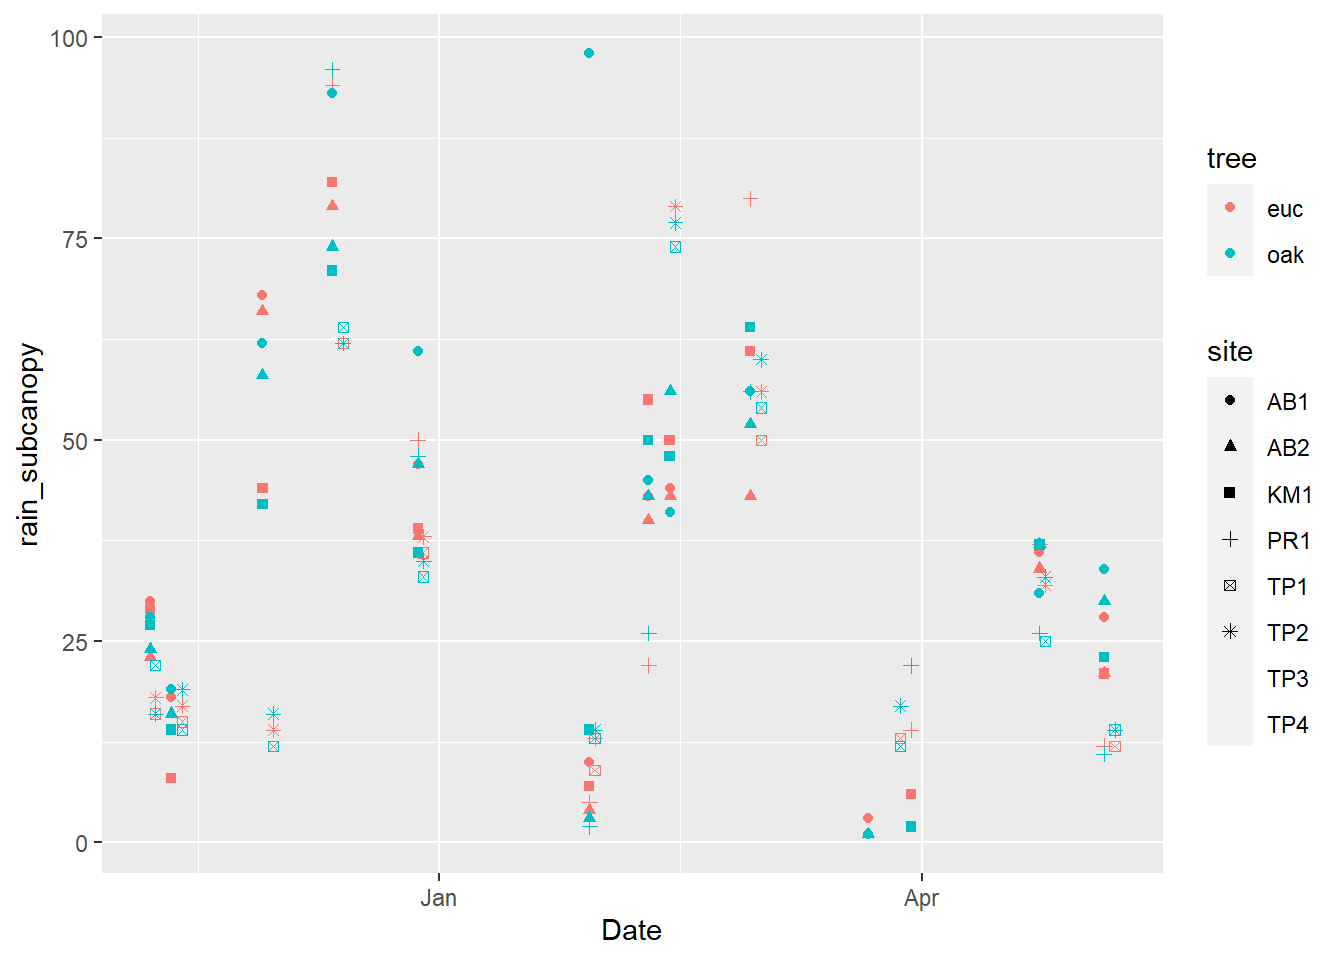 100
75
50
25
0
rain_subcanopy
Jan
Apr
Date
tree
euc
oak
site
AB1
AB2
KM1
PR1
TP1
TP2
TP3
TP4